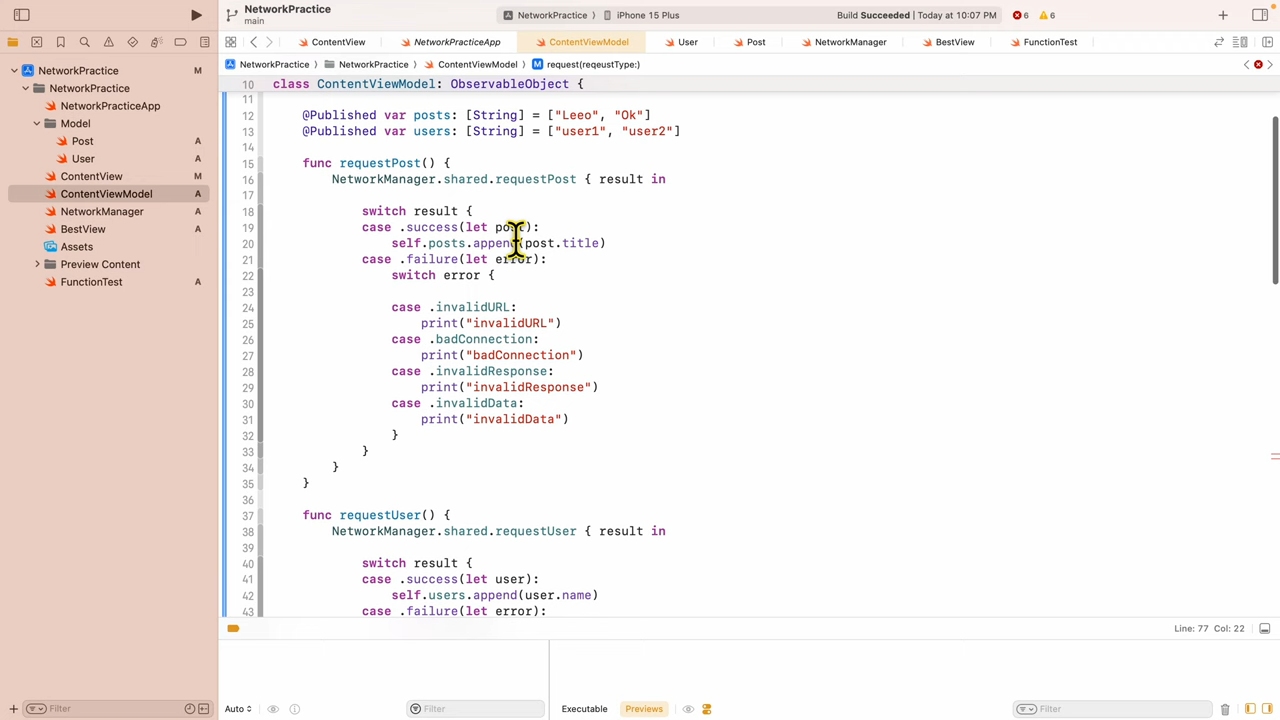 NetworkPractice
main
NetworkPractice
iPhone 15 Plus
Build Succeeded | Today at 10:07 PM
6
6
ContentView
NetworkPracticeApp
ContentViewModel
User
Post
NetworkManager
BestView
FunctionTest
NetworkPractice
NetworkPractice
ContentViewModel
M request(reqeustType:)
NetworkPractice M
NetworkPractice
NetworkPracticeApp
Model
Post A
User A
ContentView M
ContentViewModel A
NetworkManager A
BestView A
Assets
Preview Content
FunctionTest A
10 class ContentViewModel: ObservableObject {
11
12 @Published var posts: [String] = ["Leeo", "Ok"]
13 @Published var users: [String] = ["user1", "user2"]
14
15 func requestPost() {
16 NetworkManager.shared.requestPost { result in
17
18 switch result {
19 case .success(let post):
20 self.posts.append(post.title)
21 case .failure(let error):
22 switch error {
23
24 case .invalidURL:
25 print("invalidURL")
26 case .badConnection:
27 print("badConnection")
28 case .invalidResponse:
29 print("invalidResponse")
30 case .invalidData:
31 print("invalidData")
32 }
33 }
34 }
35 }
36
37 func requestUser() {
38 NetworkManager.shared.requestUser { result in
39
40 switch result {
41 case .success(let user):
42 self.users.append(user.name)
43 case .failure(let error):
Line: 77 Col: 22
Filter
Auto
Filter
Executable
Previews
Filter